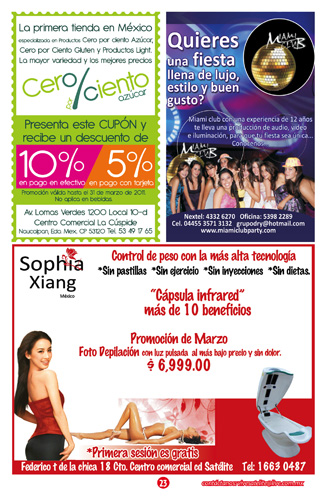 La primera tienda en México
especializada en Productos Cero por diento Azúcar,
Cero por Ciento Gluten y Productos Light.
La mayor variedad y los mejores precios
Cero%ciento
azúcar
Presenta este CUPÓN y
recibe un descuento de
10% 5%
en pago en efectivo en pago con tarjeta
Promoción válida hasta el 31 de marzo de 2011.
No aplica en bebidas.
Av. Lomas Verdes 1200 Local 10-d
Centro Comercial La Cúspide
Naucalpan, Edo. Mex. CP 53120 Tel. 53 49 17 65
Quieres
una fiesta
llena de lujo,
estilo y buen
gusto?
Miami
Miami club con una experiencia de 12 años
te lleva una producción de audio, video
e iluminación, para que tu fiesta sea única...
Nextel: 4332 6270 Oficina: 5398 2289
Cel. 04455 3571 3132 grupodry@hotmail.com
www.miamiclubparty.com
Sophia
Xiang
México
Control de peso con la más alta tecnología
*Sin pastillas *Sin ejercicio *Sin inyecciones *Sin dietas.
"Cápsula infrared"
más de 10 beneficios
Promoción de Marzo
Foto Depilación con luz pulsada al más bajo precio y sin dolor.
$ 6,999.00
*Primera sesión es gratis
Federico t de la chica 18 Cto. Centro comercial cd Satélite Tel: 1663 0487
23